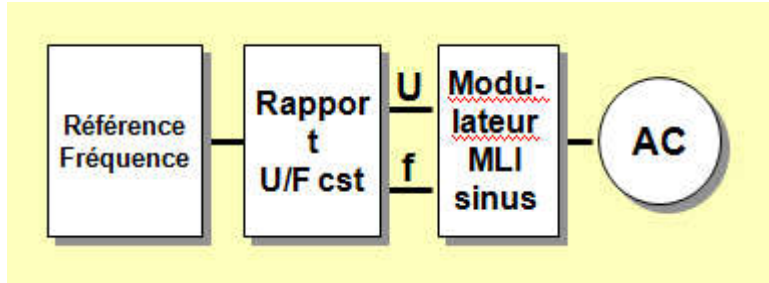 Référence
Fréquence
Rappor
t
U/F cst
U
f
Modu-
lateur
MLI
sinus
AC